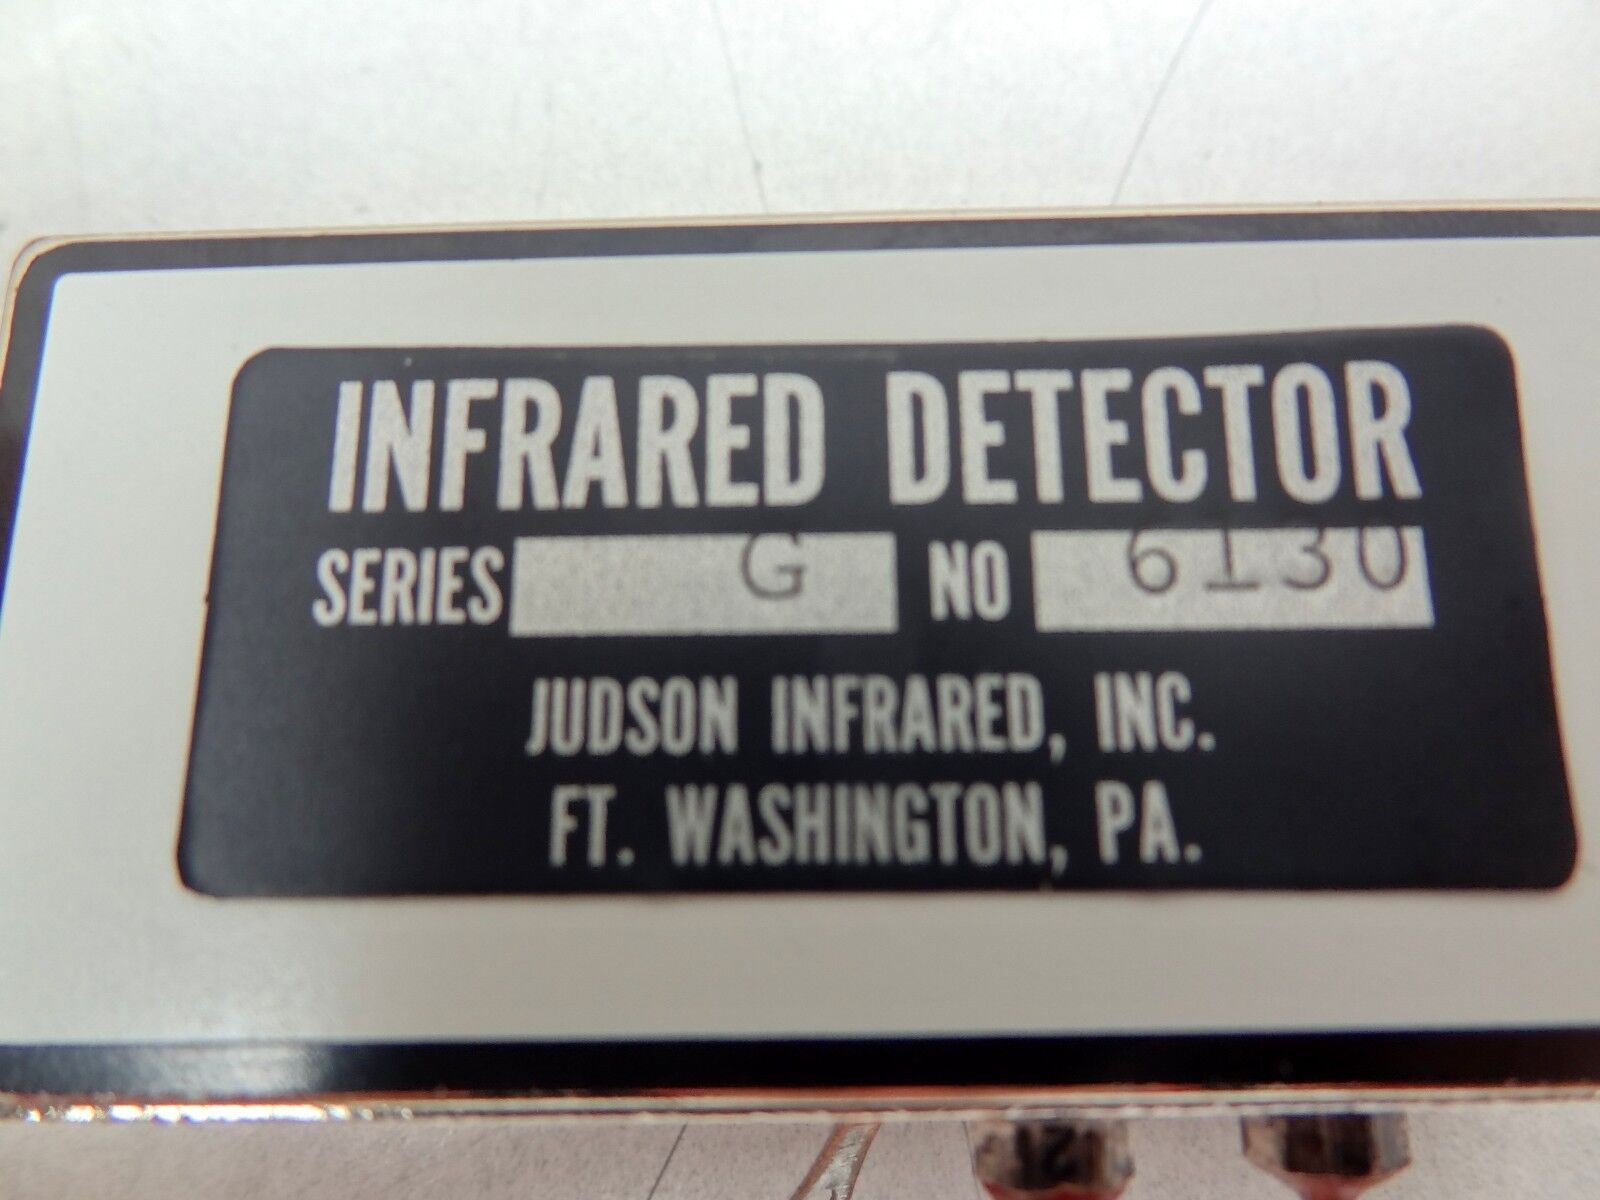 INFRARED DETECTOR
SERIES G NO 6130
JUDSON INFRARED, INC.
FT. WASHINGTON, PA.